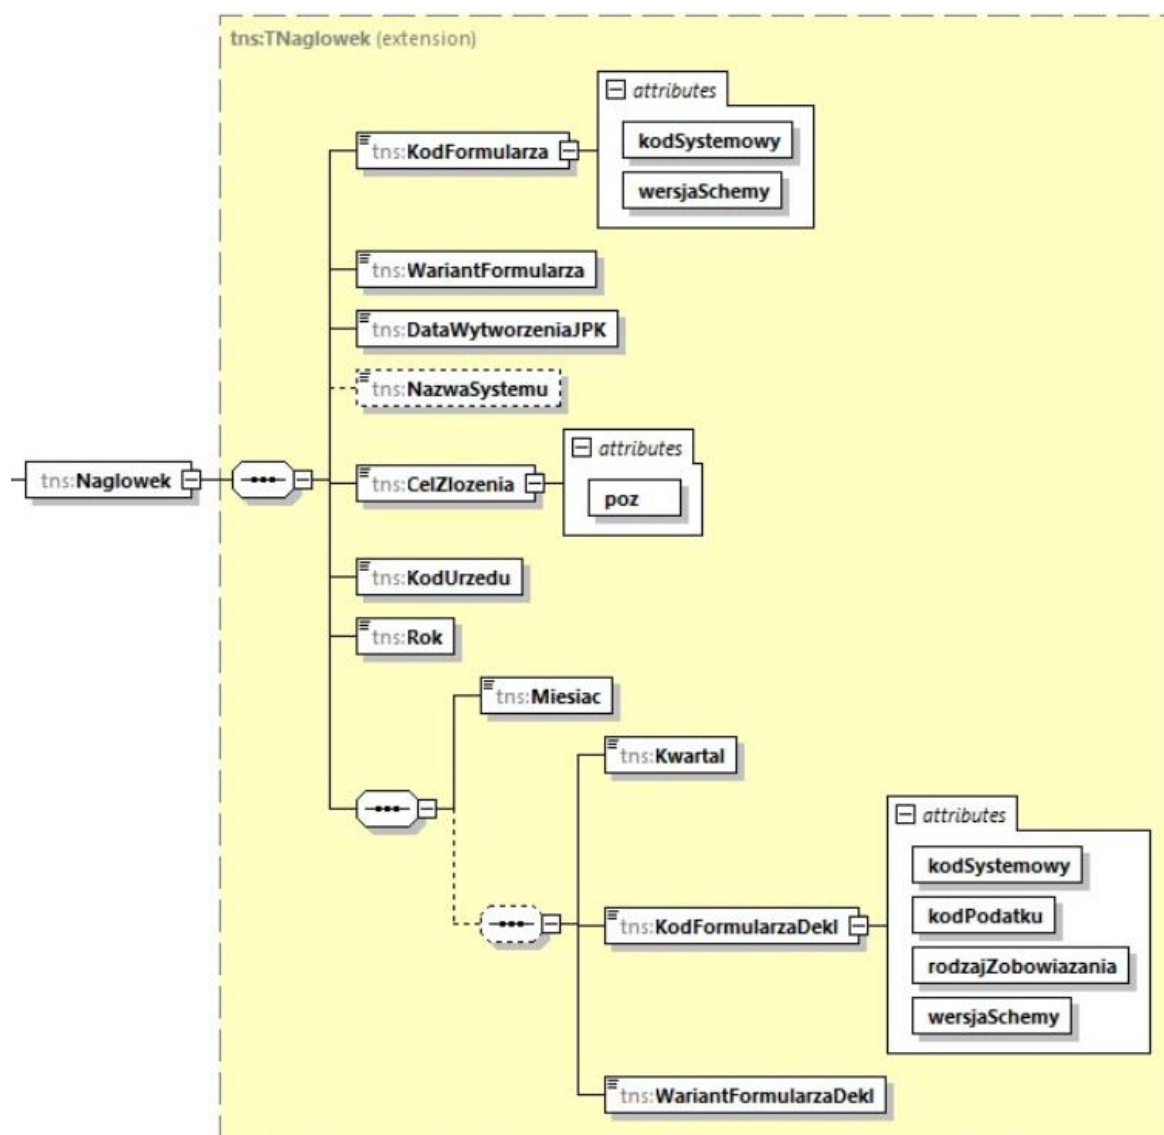 tns:TNaglowek (extension)
attributes
tns:KodFormularza
kodSystemowy
wersjaSchemy
tns:WariantFormularza
tns:DataWytworzeniaJPK
tns:NazwaSystemu
attributes
tns:Naglowek
tns:CelZlozenia
poz
tns:KodUrzedu
tns:Rok
tns:Miesiac
tns:Kwartal
attributes
kodSystemowy
tns:KodFormularzaDekl
kodPodatku
rodzajZobowiazania
wersjaSchemy
tns:WariantFormularzaDekl